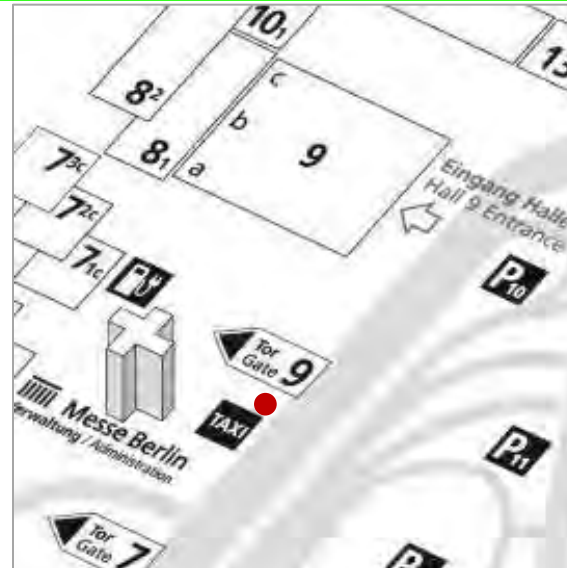 10₁
13
8²
c
b
9
8₁
a
7³ᶜ
Eingang Halle
Hall 9 Entrance
7²ᶜ
7₁c
P10
Tor
Gate 9
TAXI
Messe Berlin
Verwaltung / Administration
P11
Tor
Gate 7
P